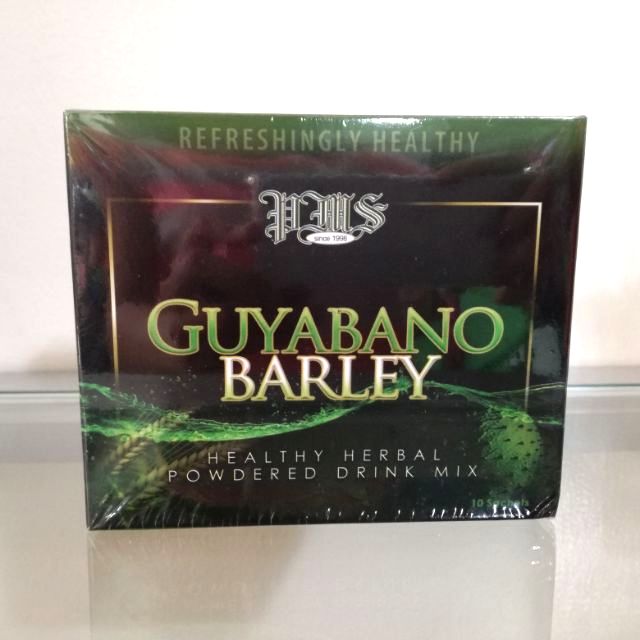 REFRESHINGLY HEALTHY
PMS
since 1998
GUYABANO
BARLEY
HEALTHY HERBAL
POWDERED DRINK MIX
10 Sachets